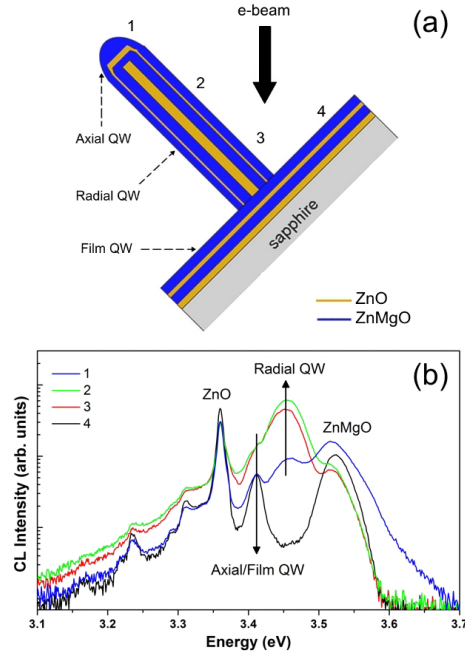 e-beam
(a)
1
2
3
4
Axial QW
Radial QW
Film QW
sapphire
ZnO
ZnMgO
(b)
1
2
3
4
ZnO
Radial QW
ZnMgO
Axial/Film QW
CL Intensity (arb. units)
3.1 3.2 3.3 3.4 3.5 3.6 3.7
Energy (eV)